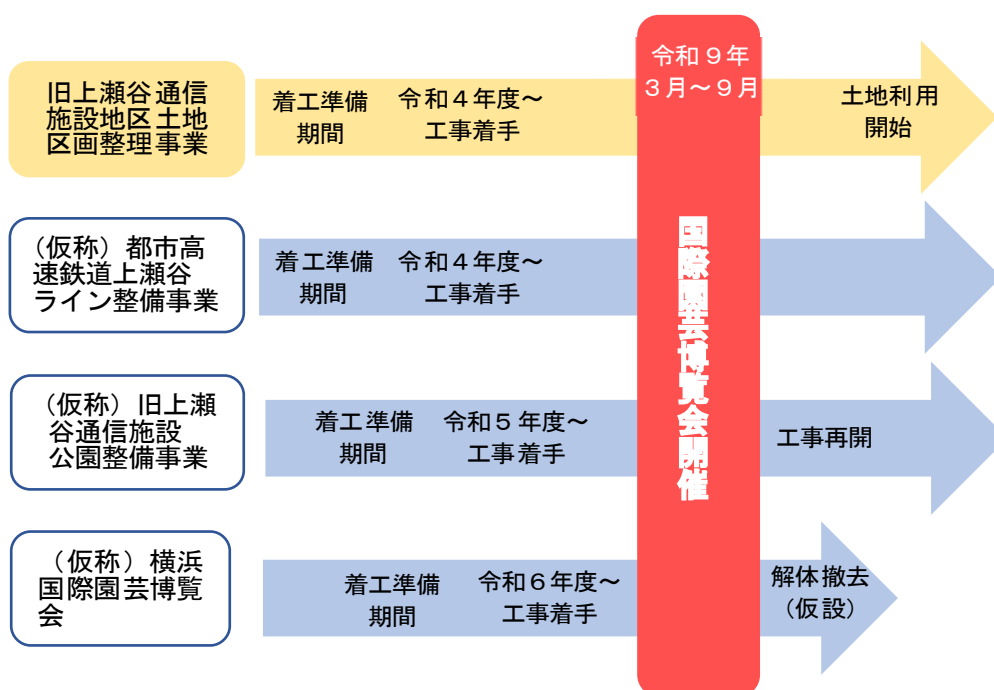 旧上瀬谷通信
施設地区土地
区画整理事業
着工準備
期間
令和４年度～
工事着手
令和９年
３月～９月
土地利用
開始
（仮称）都市高
速鉄道上瀬谷
ライン整備事業
着工準備
期間
令和４年度～
工事着手
国際園芸博覧会開催
（仮称）旧上瀬
谷通信施設
公園整備事業
着工準備
期間
令和５年度～
工事着手
工事再開
（仮称）横浜
国際園芸博覧
会
着工準備
期間
令和６年度～
工事着手
解体撤去
（仮設）